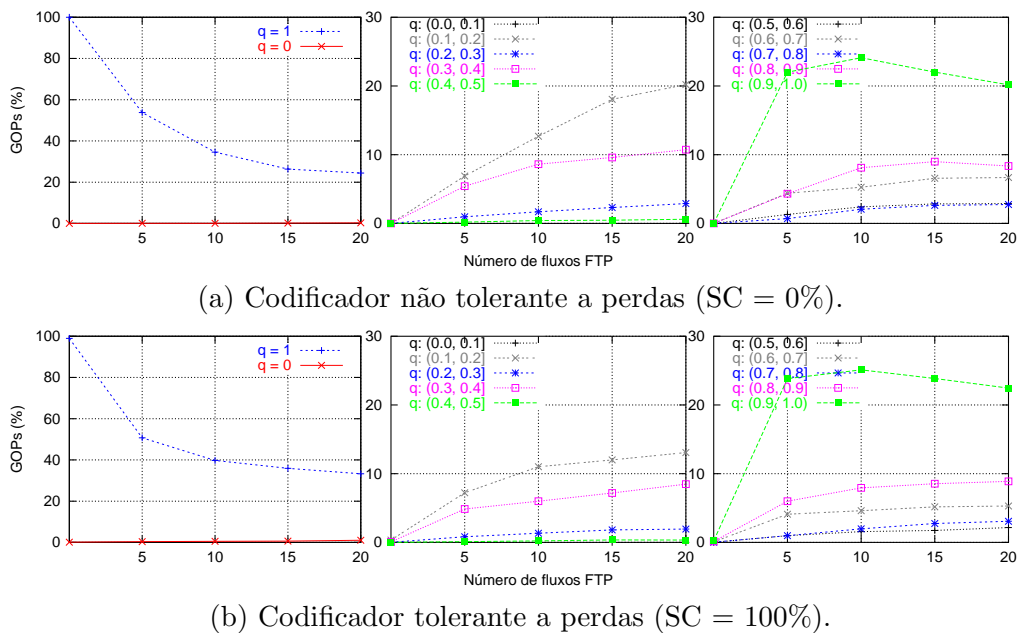 100
80
60
40
20
0
GOPs (%)
5
10
15
20
q = 1
q = 0
30
20
10
0
5
10
15
20
q: (0.0, 0.1]
q: (0.1, 0.2]
q: (0.2, 0.3]
q: (0.3, 0.4]
q: (0.4, 0.5]
Número de fluxos FTP
30
20
10
0
5
10
15
20
q: (0.5, 0.6]
q: (0.6, 0.7]
q: (0.7, 0.8]
q: (0.8, 0.9]
q: (0.9, 1.0)
(a) Codificador não tolerante a perdas (SC = 0%).
100
80
60
40
20
0
GOPs (%)
5
10
15
20
q = 1
q = 0
30
20
10
0
5
10
15
20
q: (0.0, 0.1]
q: (0.1, 0.2]
q: (0.2, 0.3]
q: (0.3, 0.4]
q: (0.4, 0.5]
Número de fluxos FTP
30
20
10
0
5
10
15
20
q: (0.5, 0.6]
q: (0.6, 0.7]
q: (0.7, 0.8]
q: (0.8, 0.9]
q: (0.9, 1.0)
(b) Codificador tolerante a perdas (SC = 100%).